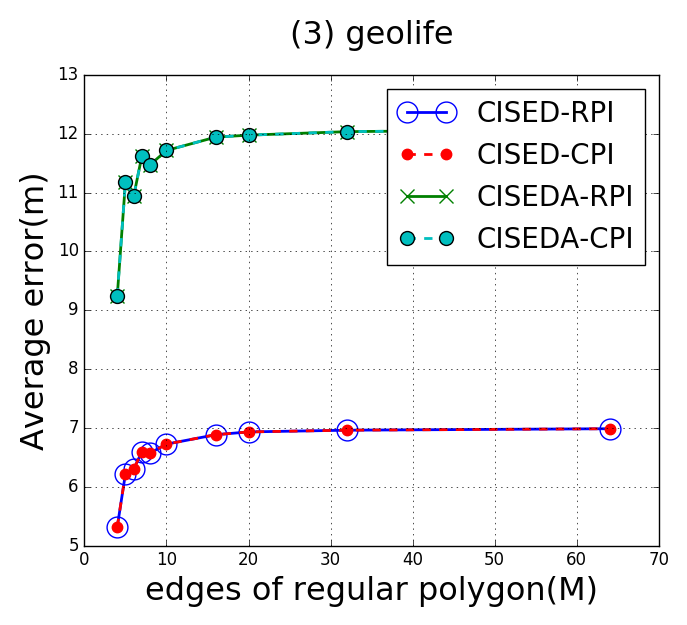 (3) geolife
13
12
11
10
9
8
7
6
5
Average error(m)
CISED-RPI
CISED-CPI
CISEDA-RPI
CISEDA-CPI
0 10 20 30 40 50 60 70
edges of regular polygon(M)